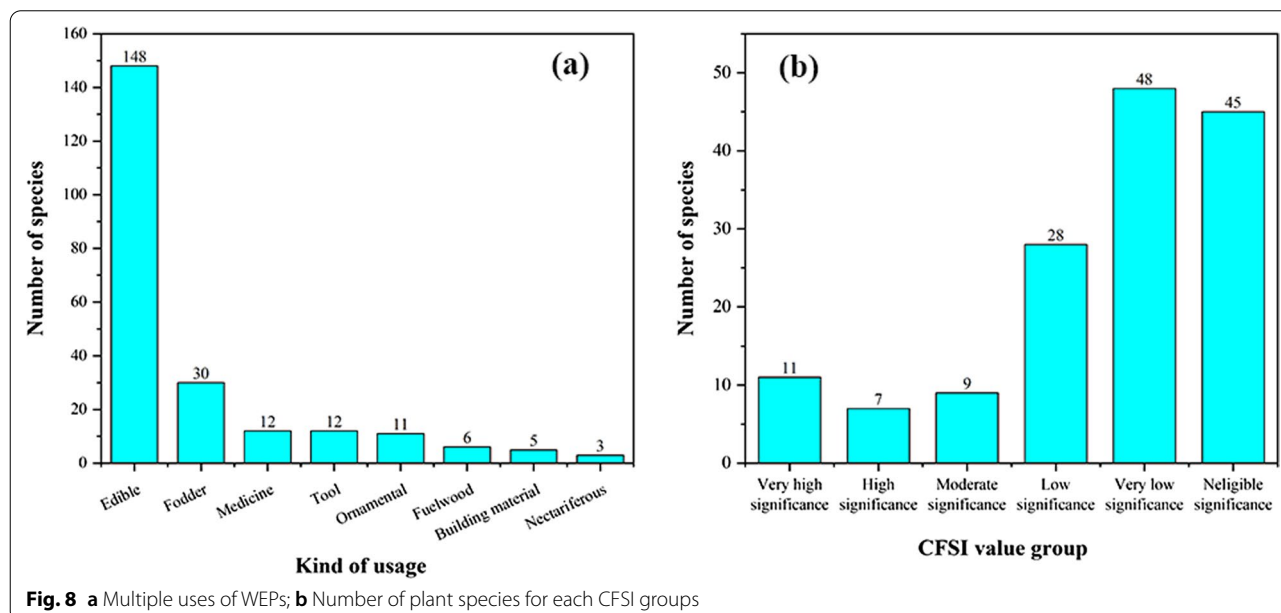 (a)
Number of species
160
140
120
100
80
60
40
20
0
148
30
12
12
11
6
5
3
Edible
Fodder
Medicine
Tool
Ornamental
Fuelwood
Building material
Nectariferous
Kind of usage
(b)
Number of species
50
40
30
20
10
0
11
7
9
28
48
45
Very high
significance
High
significance
Moderate
significance
Low
significance
Very low
significance
Neligible
significance
CFSI value group
Fig. 8 a Multiple uses of WEPs; b Number of plant species for each CFSI groups